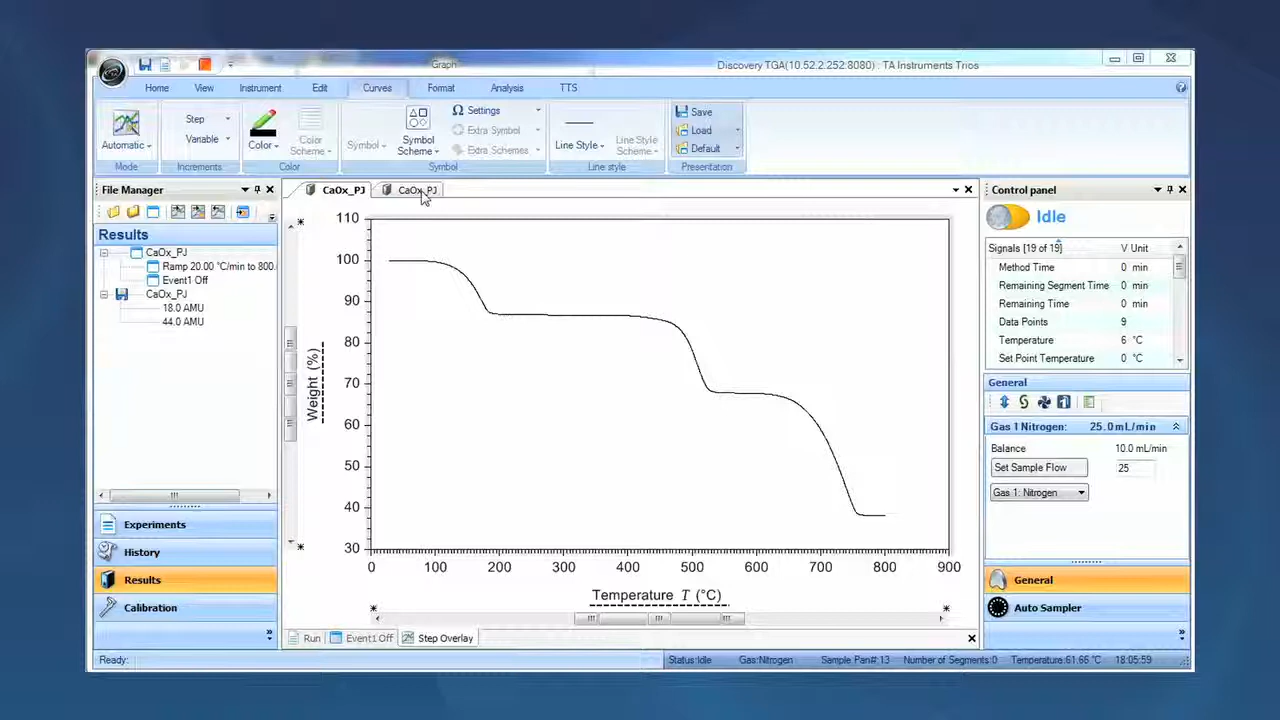 Graph
Discovery TGA(10.52.2.252:8080) : TA Instruments Trios
Home View Instrument Edit Curves Format Analysis TTS
Automatic
Mode
Step
Variable
Increments
Color
Color Scheme
Color
Symbol
Symbol Scheme
Ω Settings
Extra Symbol
Extra Schemes
Symbol
Line Style
Line Style Scheme
Line style
Save
Load
Default
Presentation
File Manager
Results
CaOx_PJ
Ramp 20.00 °C/min to 800.
Event1 Off
CaOx_PJ
18.0 AMU
44.0 AMU
Experiments
History
Results
Calibration
CaOx_PJ CaOx_PJ
110
100
90
80
70
60
50
40
30
Weight (%)
0 100 200 300 400 500 600 700 800 900
Temperature T (°C)
Run Event1 Off Step Overlay
Control panel
Idle
Signals [19 of 19] V Unit
Method Time 0 min
Remaining Segment Time 0 min
Remaining Time 0 min
Data Points 9
Temperature 6 °C
Set Point Temperature 0 °C
General
Gas 1 Nitrogen: 25.0mL/min
Balance 10.0 mL/min
Set Sample Flow 25
Gas 1: Nitrogen
General
Auto Sampler
Ready: Status:Idle Gas:Nitrogen Sample Pan#:13 Number of Segments:0 Temperature:61.66 °C 18:05:59